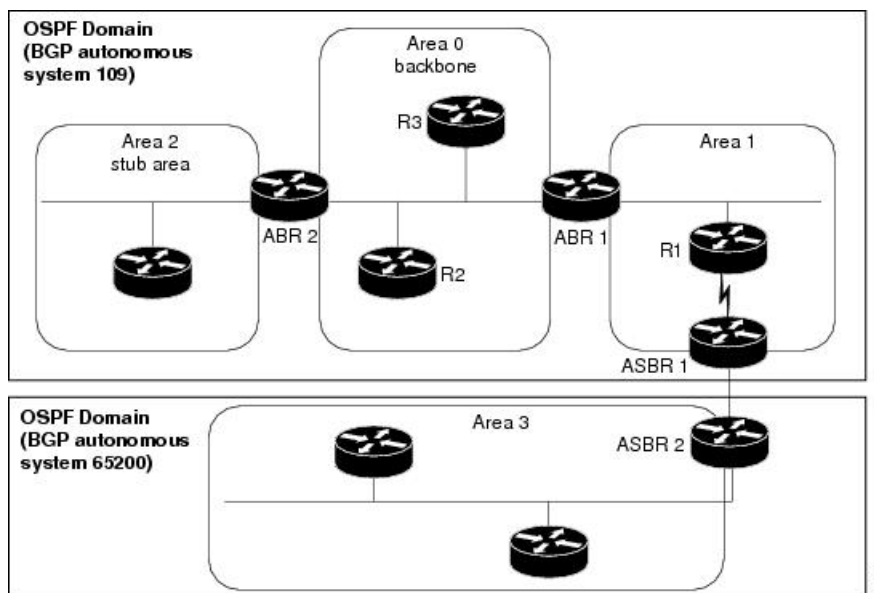 OSPF Domain
(BGP autonomous
system 109)
Area 0
backbone
R3
Area 2
stub area
Area 1
ABR 2
ABR 1
R1
R2
ASBR 1
OSPF Domain
(BGP autonomous
system 65200)
Area 3
ASBR 2